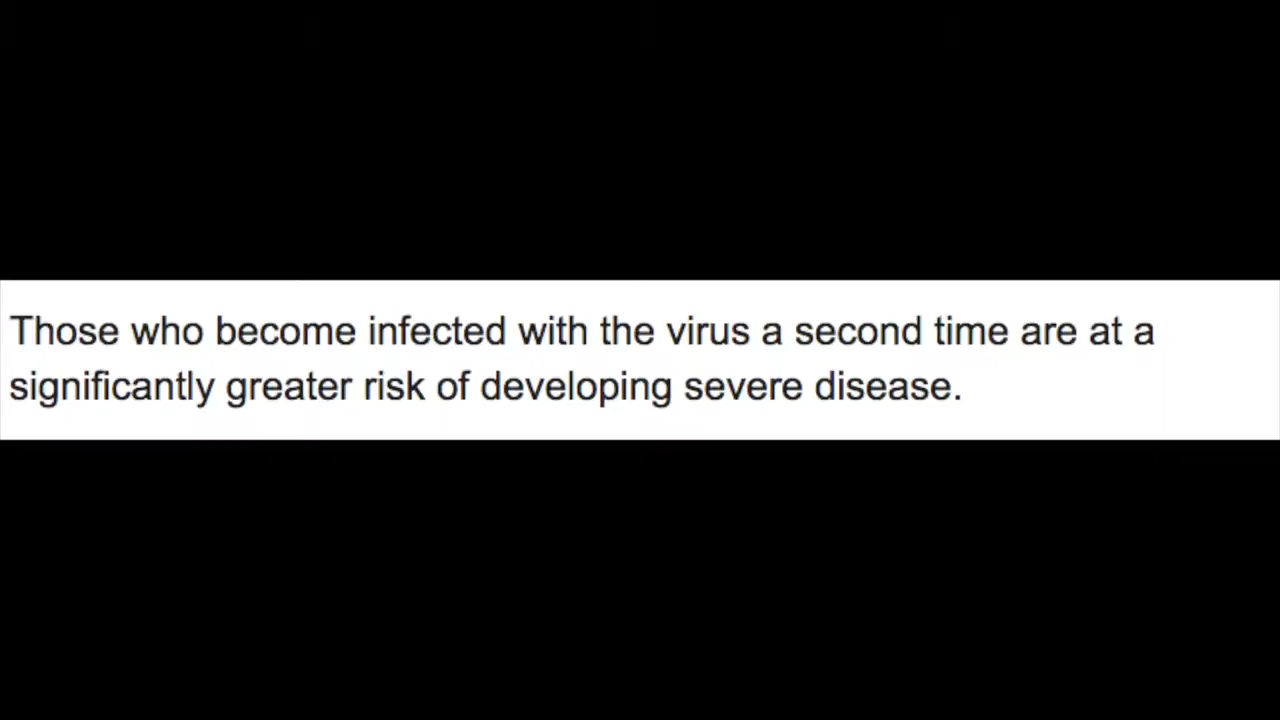 Those who become infected with the virus a second time are at a
significantly greater risk of developing severe disease.